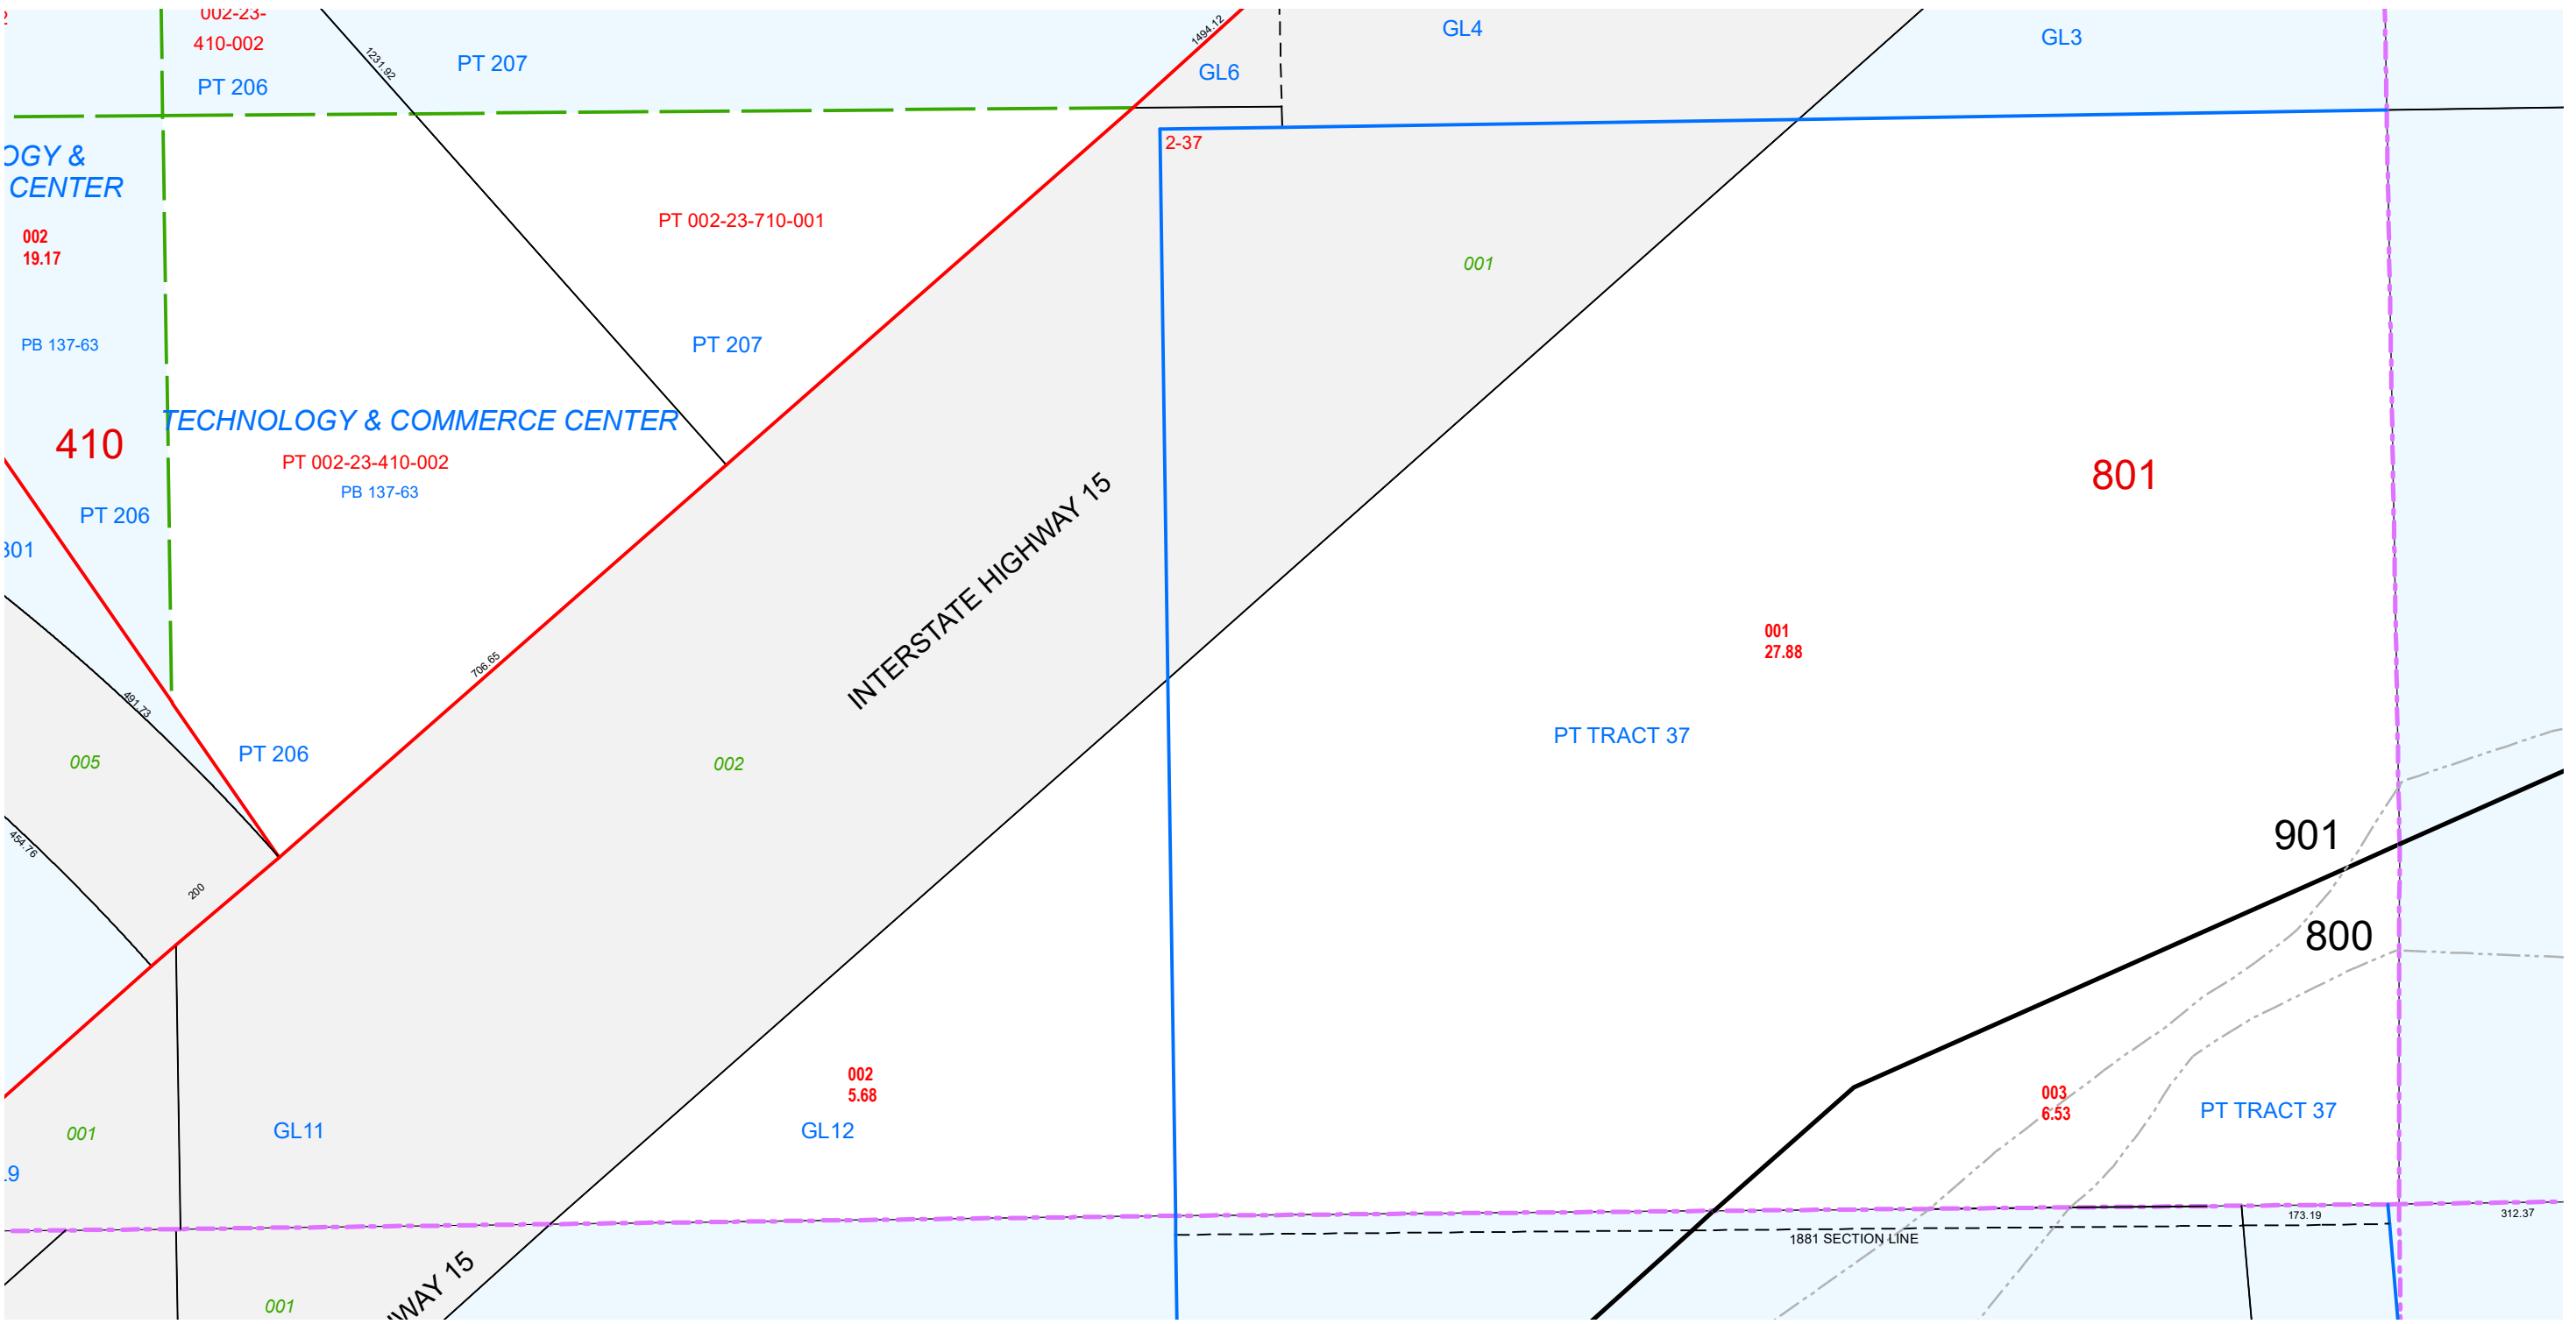 002-23-
410-002
PT 206
1231.92
PT 207
1494.12
GL6
GL4
GL3
OGY &
CENTER
002
19.17
PB 137-63
410
PT 206
301
2-37
PT 002-23-710-001
PT 207
001
TECHNOLOGY & COMMERCE CENTER
PT 002-23-410-002
PB 137-63
801
INTERSTATE HIGHWAY 15
706.65
491.73
005
PT 206
454.76
200
002
001
27.88
PT TRACT 37
901
800
002
5.68
GL11
GL12
001
003
6.53
PT TRACT 37
1881 SECTION LINE
173.19
312.37
WAY 15
001